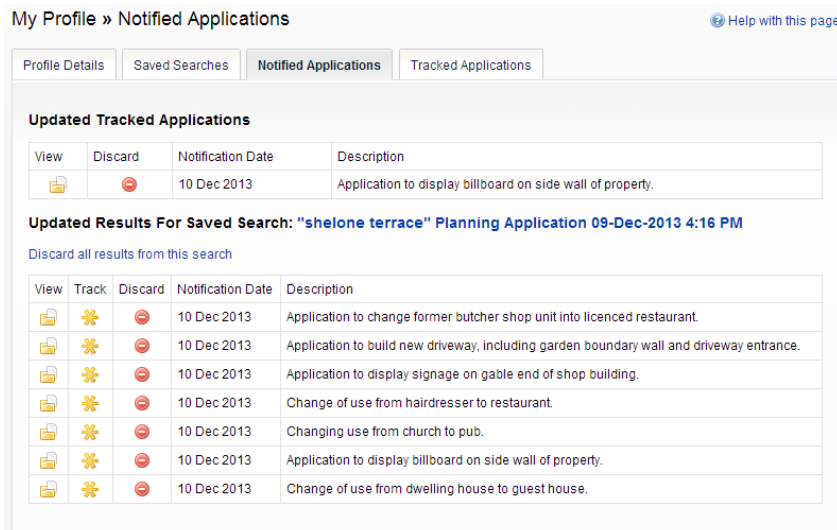 My Profile » Notified Applications
Help with this page
Profile Details Saved Searches Notified Applications Tracked Applications
Updated Tracked Applications
View Discard Notification Date Description
10 Dec 2013 Application to display billboard on side wall of property.
Updated Results For Saved Search: "shelone terrace" Planning Application 09-Dec-2013 4:16 PM
Discard all results from this search
View Track Discard Notification Date Description
10 Dec 2013 Application to change former butcher shop unit into licenced restaurant.
10 Dec 2013 Application to build new driveway, including garden boundary wall and driveway entrance.
10 Dec 2013 Application to display signage on gable end of shop building.
10 Dec 2013 Change of use from hairdresser to restaurant.
10 Dec 2013 Changing use from church to pub.
10 Dec 2013 Application to display billboard on side wall of property.
10 Dec 2013 Change of use from dwelling house to guest house.